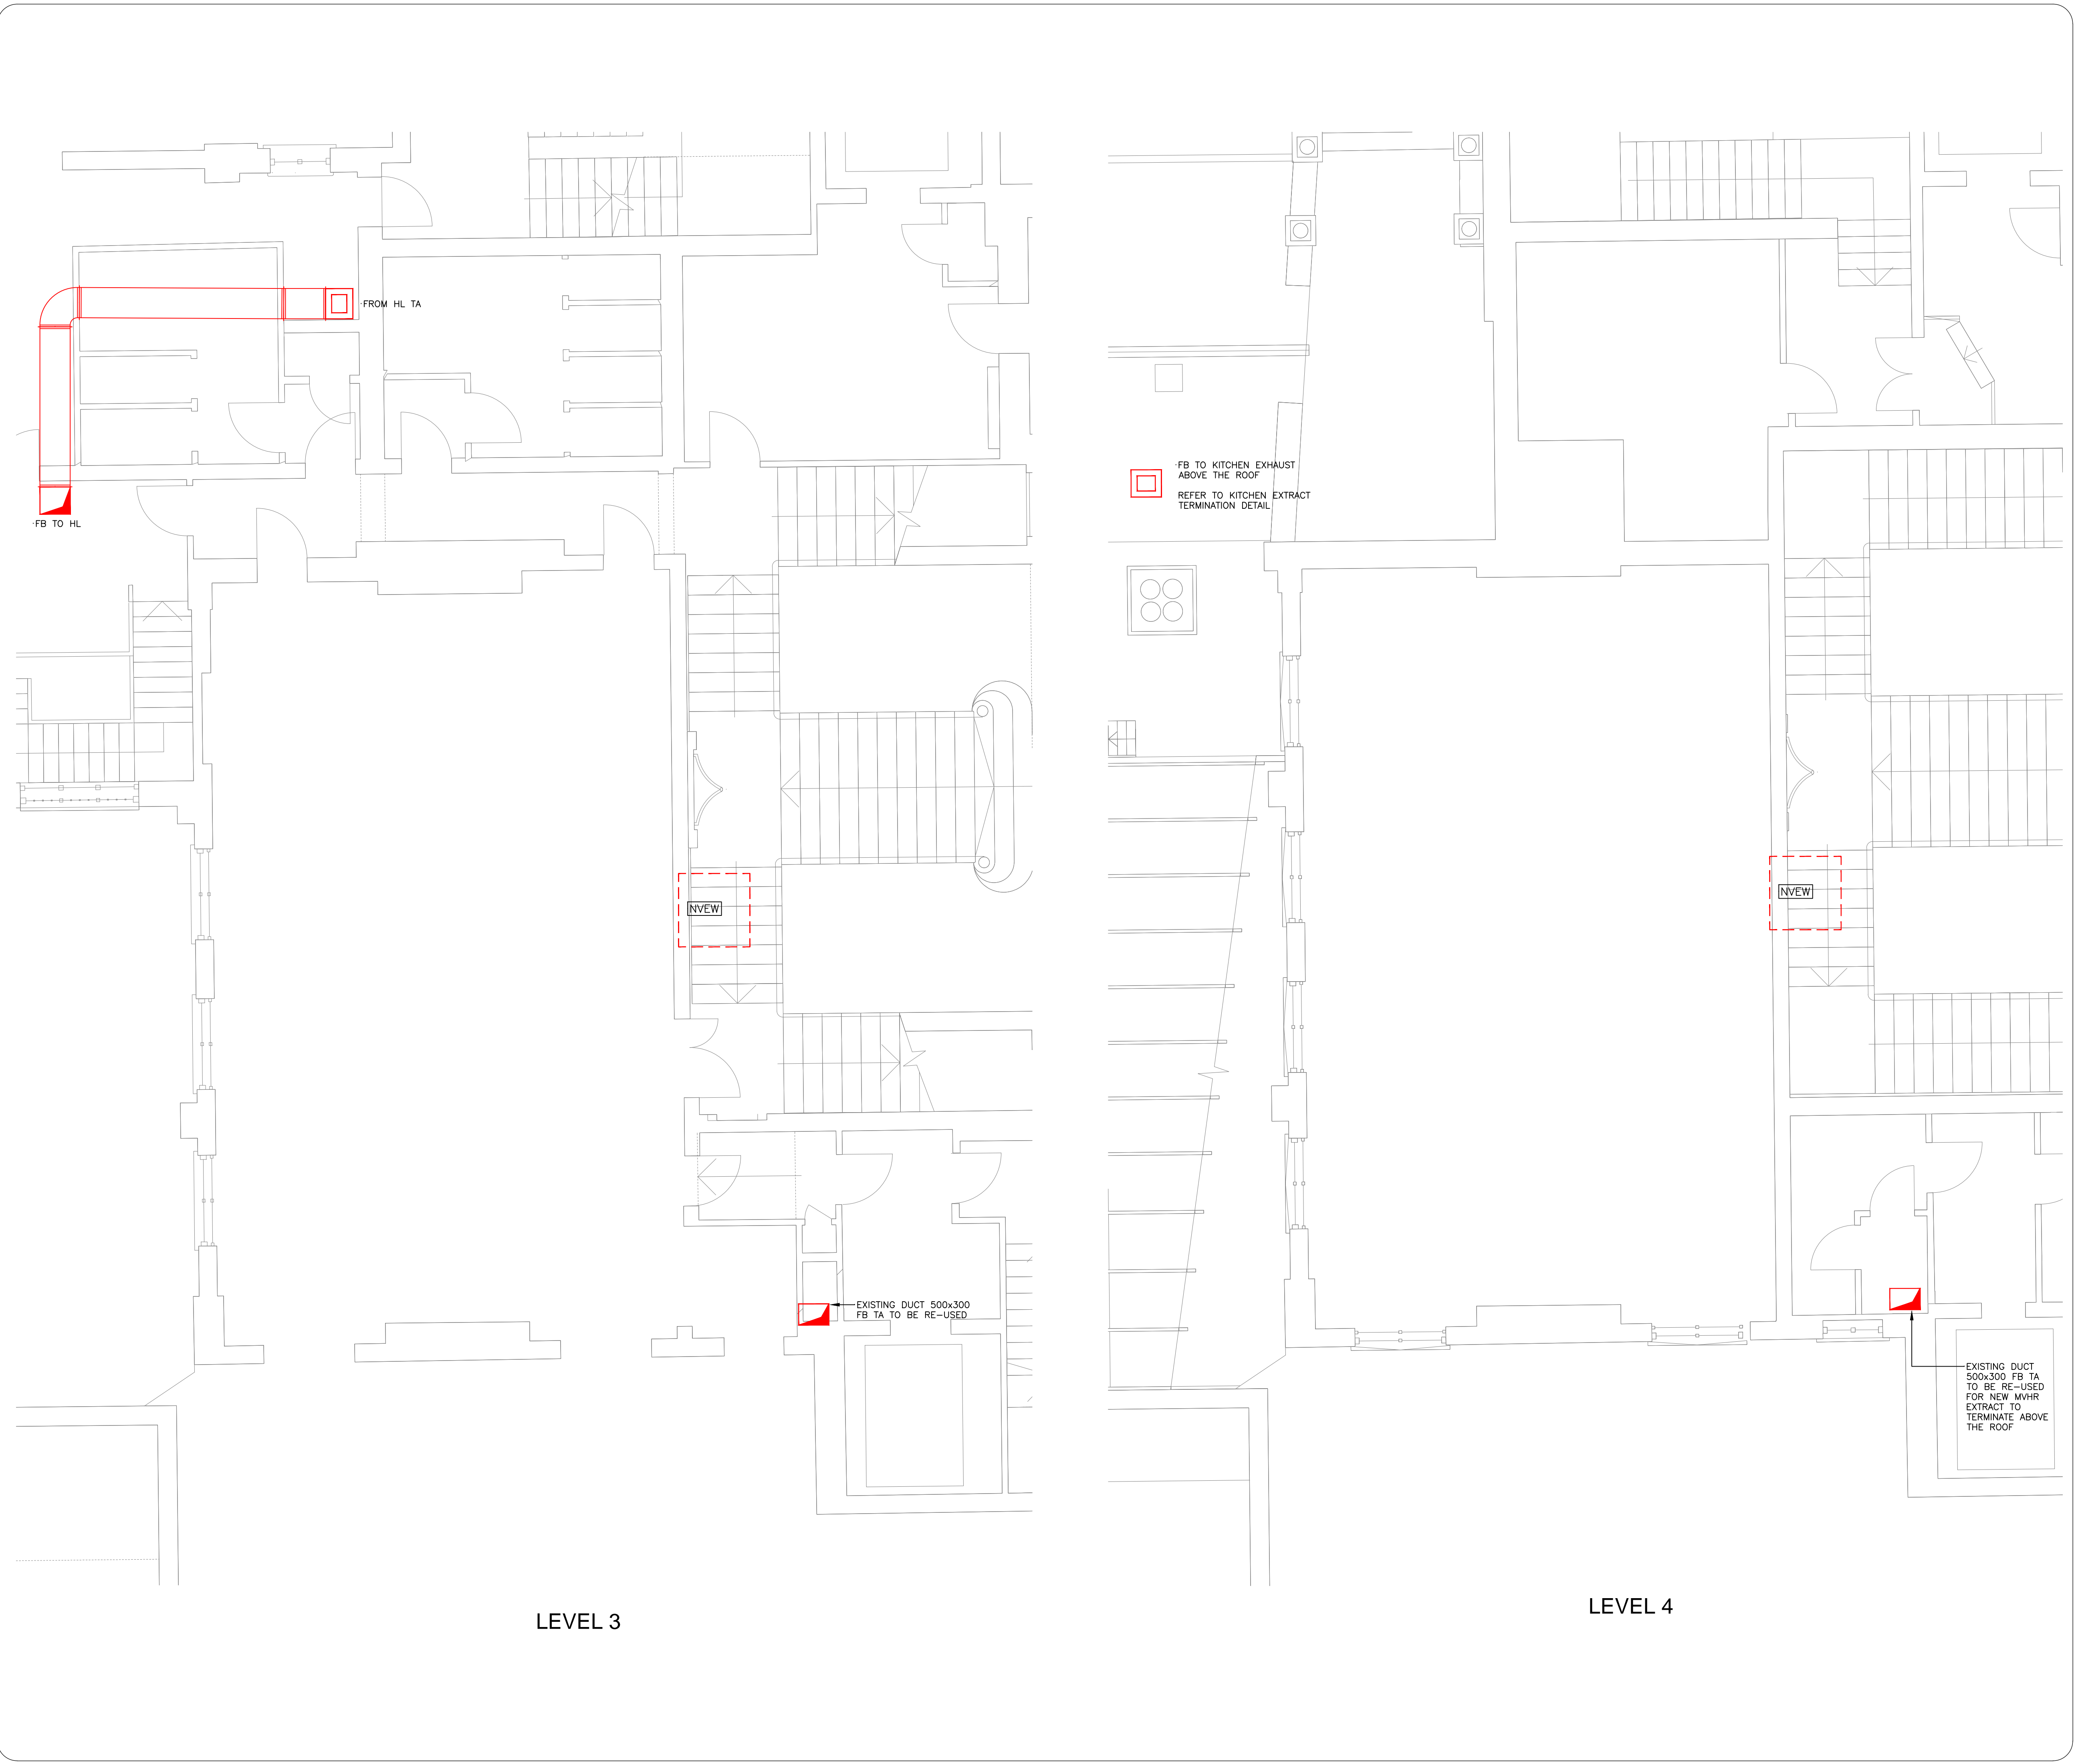 FROM HL TA
FB TO HL
NVEW
EXISTING DUCT 500x300
FB TA TO BE RE-USED
LEVEL 3
FB TO KITCHEN EXHAUST
ABOVE THE ROOF
REFER TO KITCHEN EXTRACT
TERMINATION DETAIL
NVEW
EXISTING DUCT
500x300 FB TA
TO BE RE-USED
FOR NEW MVHR
EXTRACT TO
TERMINATE ABOVE
THE ROOF
LEVEL 4